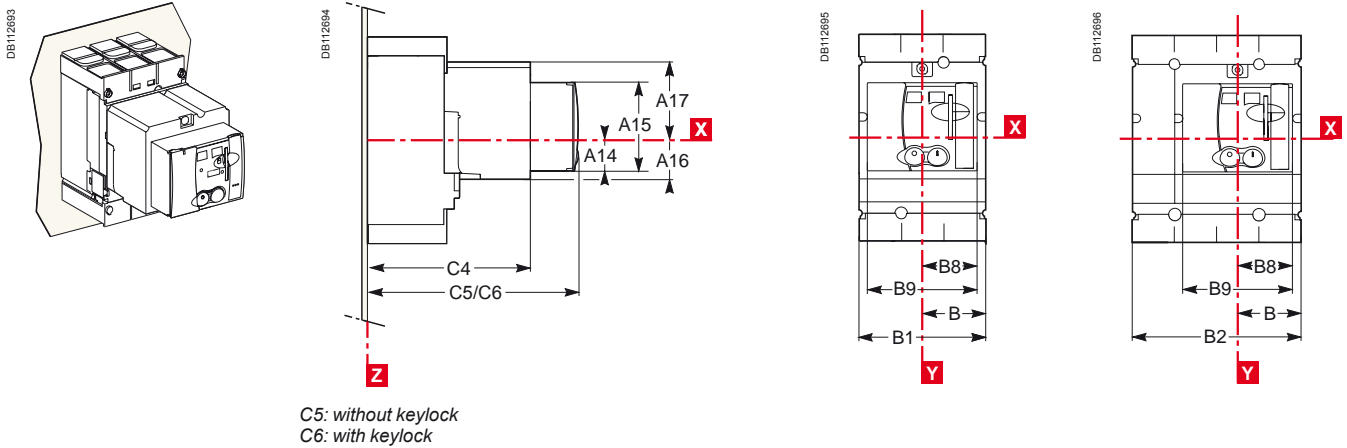 DB112693
DB112694
A17
A15
X
A14
A16
C4
C5/C6
Z
C5: without keylock
C6: with keylock
DB112695
X
B8
B9
B
B1
Y
DB112696
X
B8
B9
B
B2
Y